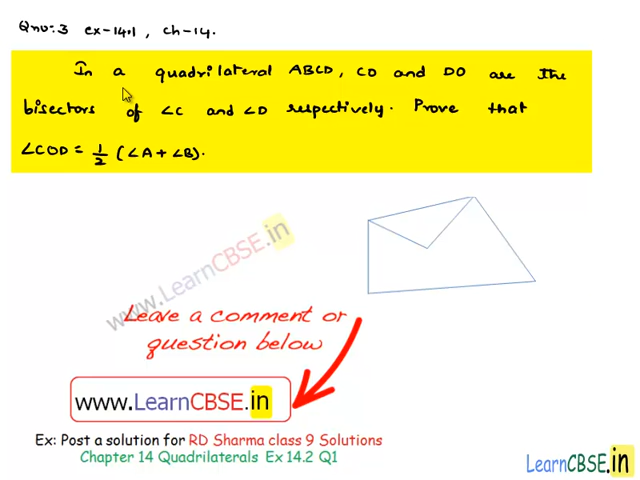 Qno:3 ex-14.1, ch-14.
In a quadrilateral ABCD, CO and DO are the
bisectors of ∠C and ∠D respectively. Prove that
∠COD = 1/2 (∠A + ∠B).
www.LearnCBSE.in
Leave a comment or
question below
www.LearnCBSE.in
Ex: Post a solution for RD Sharma class 9 Solutions
Chapter 14 Quadrilaterals Ex 14.2 Q1
LearnCBSE.in